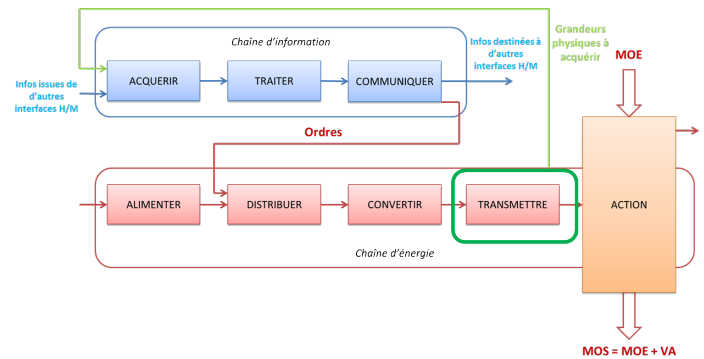 Chaîne d'information
Infos destinées à
d'autres
interfaces H/M
Grandeurs
physiques à
acquérir
MOE
Infos issues de
d'autres
interfaces H/M
ACQUERIR
TRAITER
COMMUNIQUER
Ordres
ALIMENTER
DISTRIBUER
CONVERTIR
TRANSMETTRE
ACTION
Chaîne d'énergie
MOS = MOE + VA